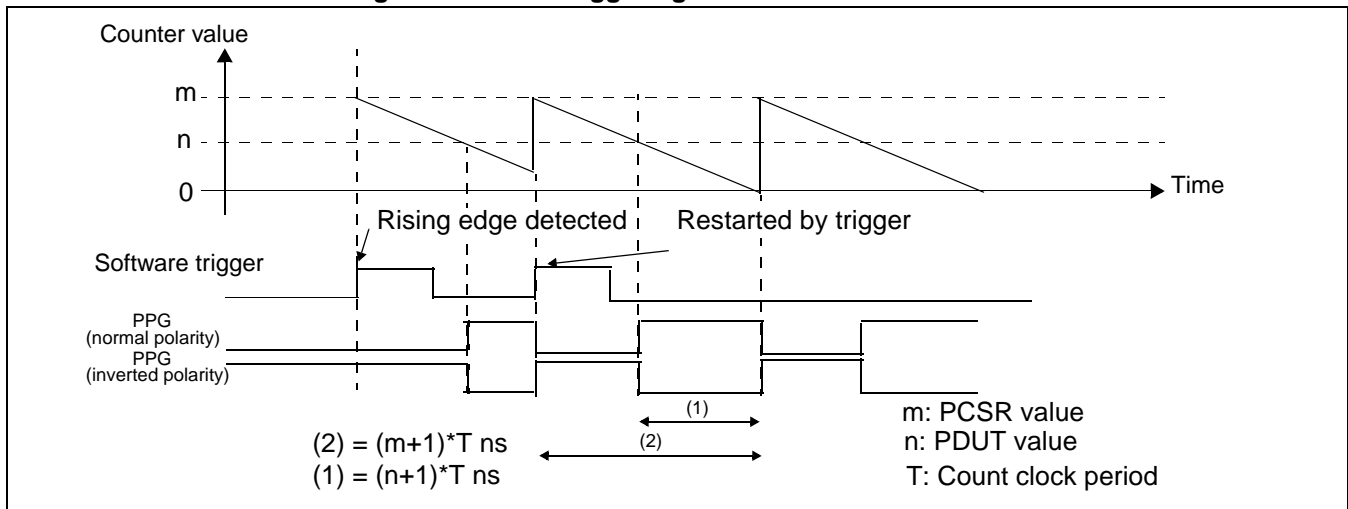 Counter value
m
n
0
Time
Rising edge detected
Restarted by trigger
Software trigger
PPG
(normal polarity)
PPG
(inverted polarity)
(1)
(2)
(2) = (m+1)*T ns
(1) = (n+1)*T ns
m: PCSR value
n: PDUT value
T: Count clock period